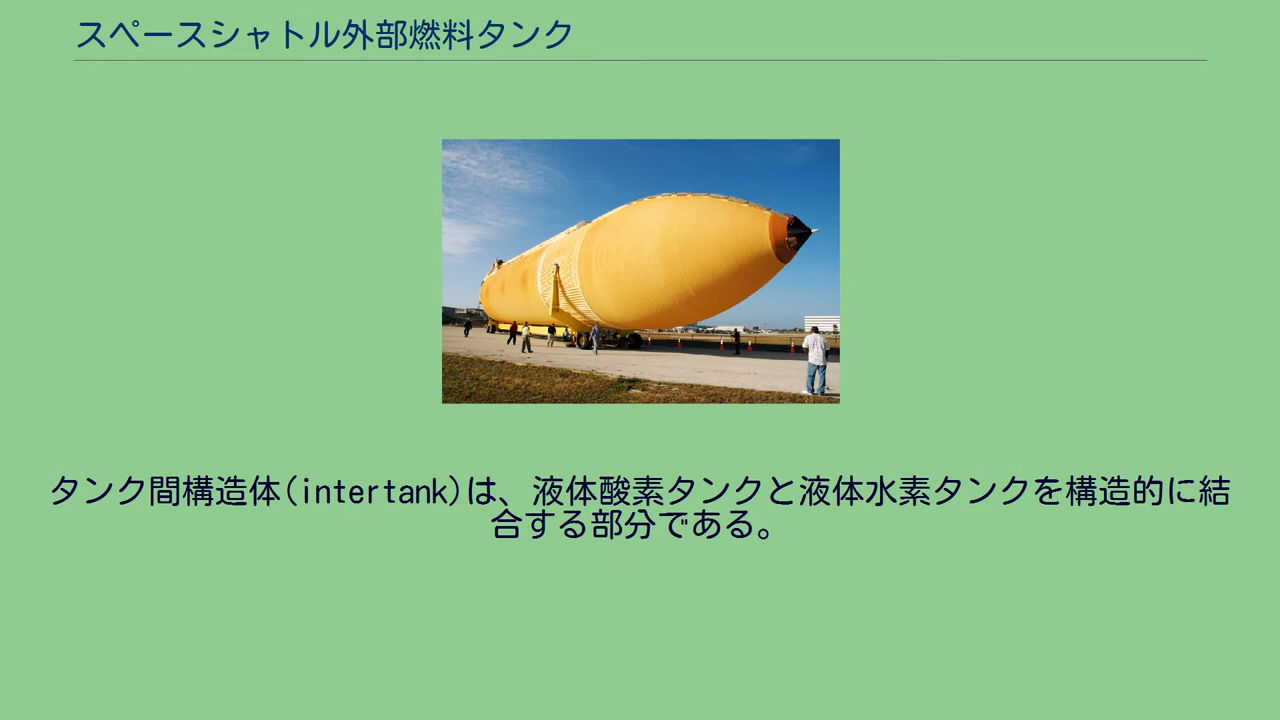 スペースシャトル外部燃料タンク
タンク間構造体(intertank)は、液体酸素タンクと液体水素タンクを構造的に結
合する部分である。